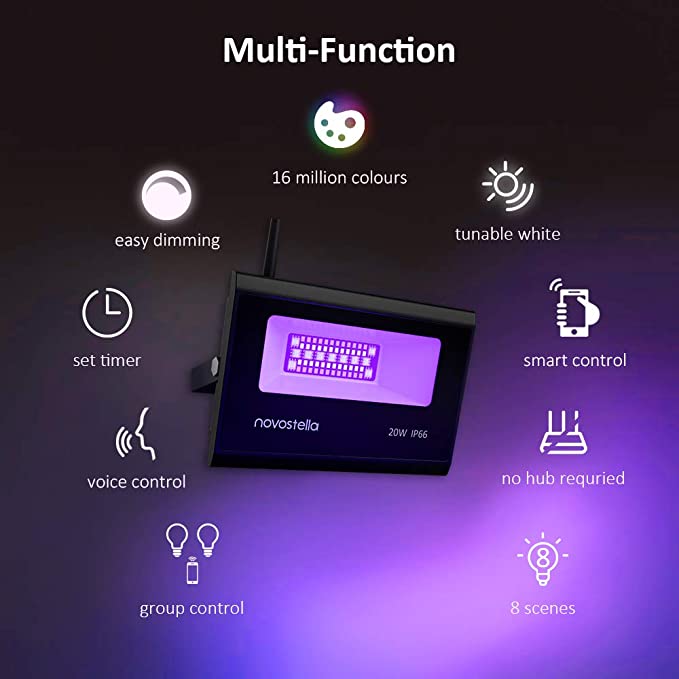 Multi-Function
16 million colours
easy dimming
tunable white
set timer
smart control
novostella
20W IP66
voice control
no hub requried
8
group control
8 scenes